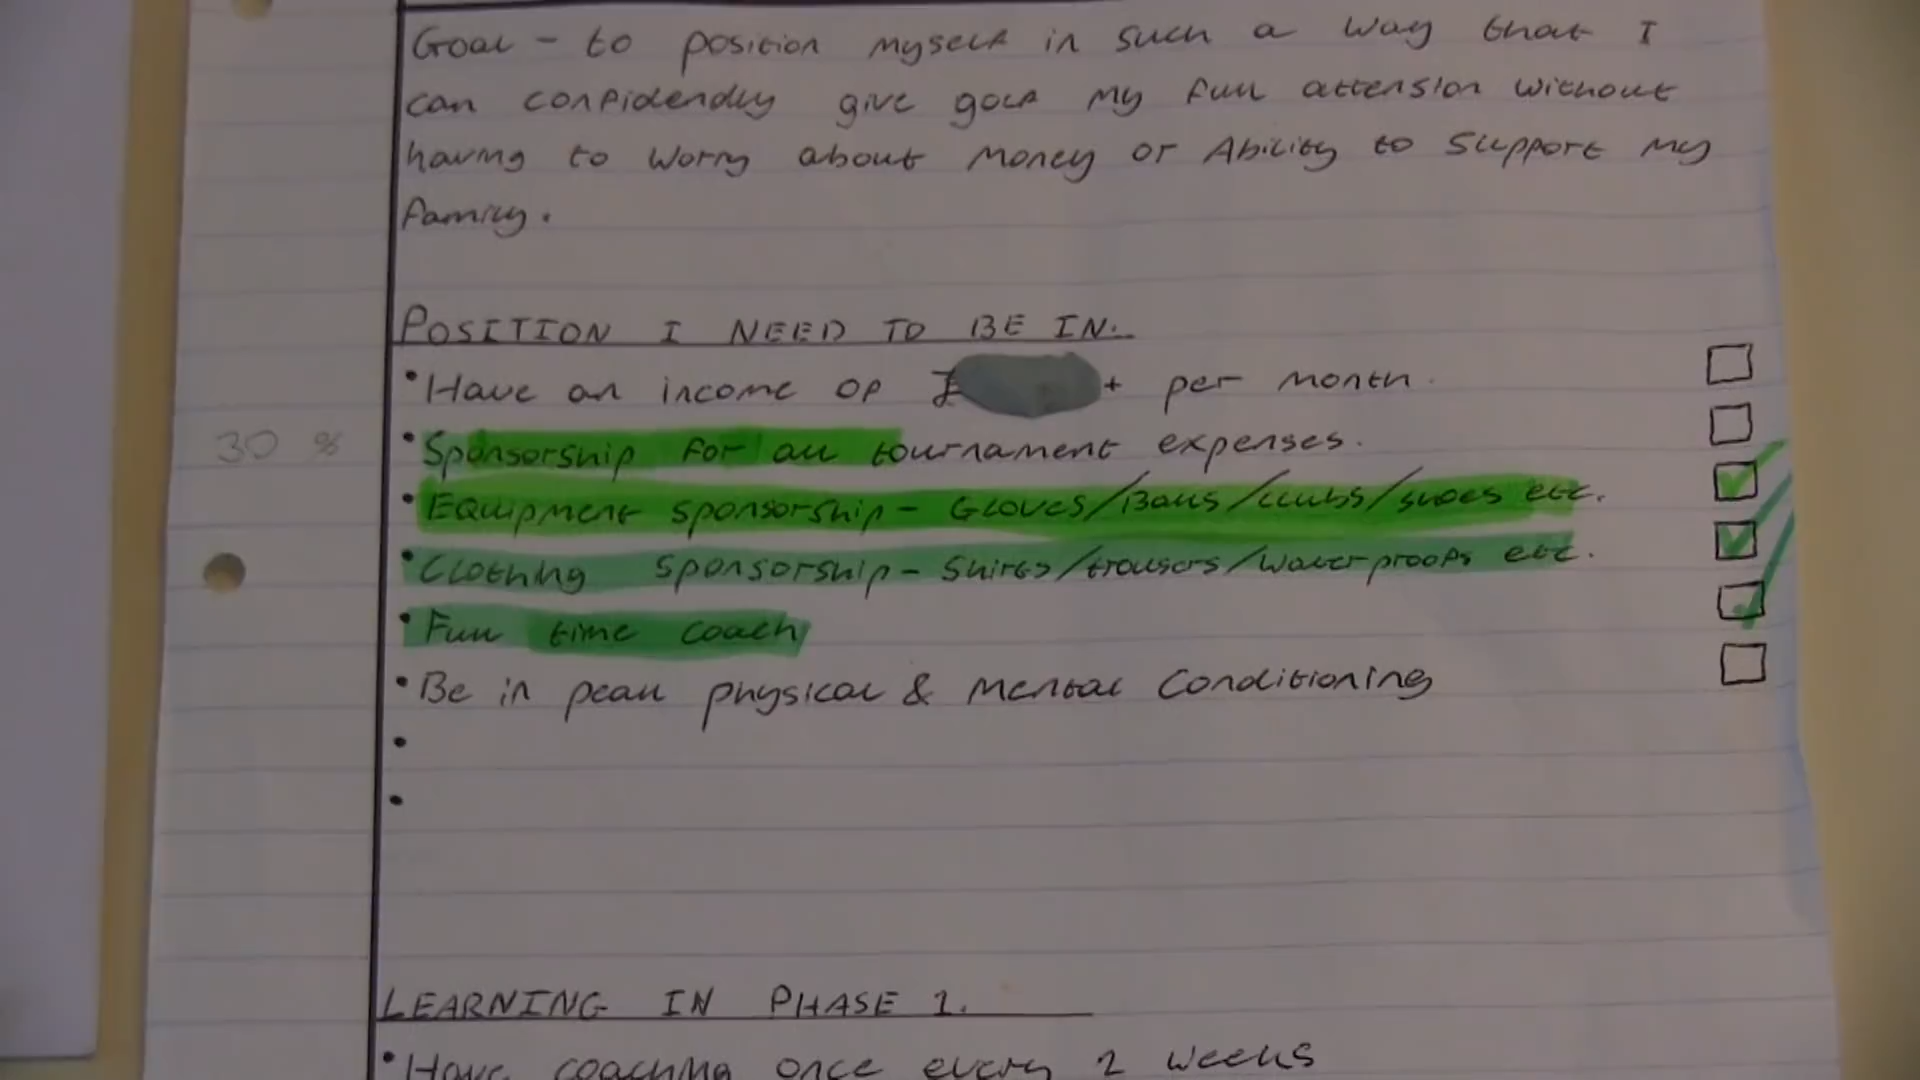 Goal - to position myself in such a way that I
can confidendly give golf my full attension without
having to worry about money or Ability to support my
family.
POSITION I NEED TO BE IN.
• Have an income of £ + per month.
30 % • Sponsorship for all tournament expenses.
• Equipment sponsorship - Gloves/Balls/clubs/shoes etc.
• Clothing sponsorship - Shirts/trousers/waterproofs etc.
• Full time coach
• Be in peak physical & mental Conditioning
•
•
LEARNING IN PHASE 1.
• Have coaching once every 2 weeks